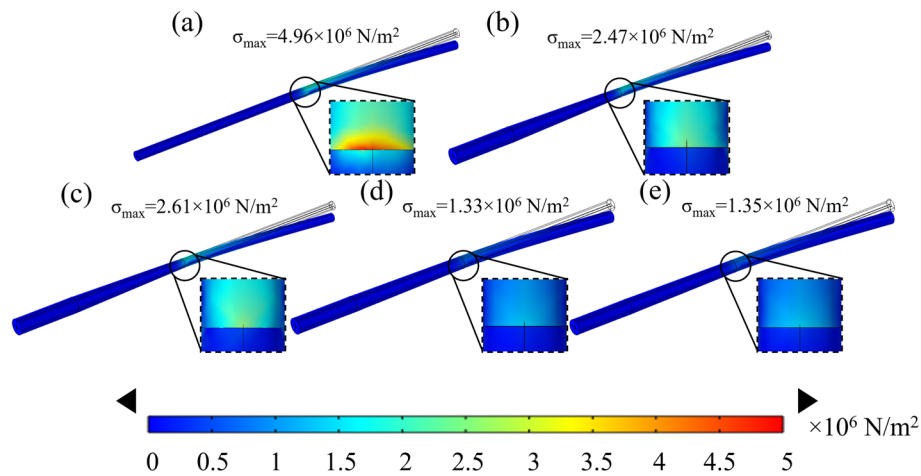 (a)
σmax=4.96×10⁶ N/m²
(b)
σmax=2.47×10⁶ N/m²
(c)
σmax=2.61×10⁶ N/m²
(d)
σmax=1.33×10⁶ N/m²
(e)
σmax=1.35×10⁶ N/m²
×10⁶ N/m²
0 0.5 1 1.5 2 2.5 3 3.5 4 4.5 5